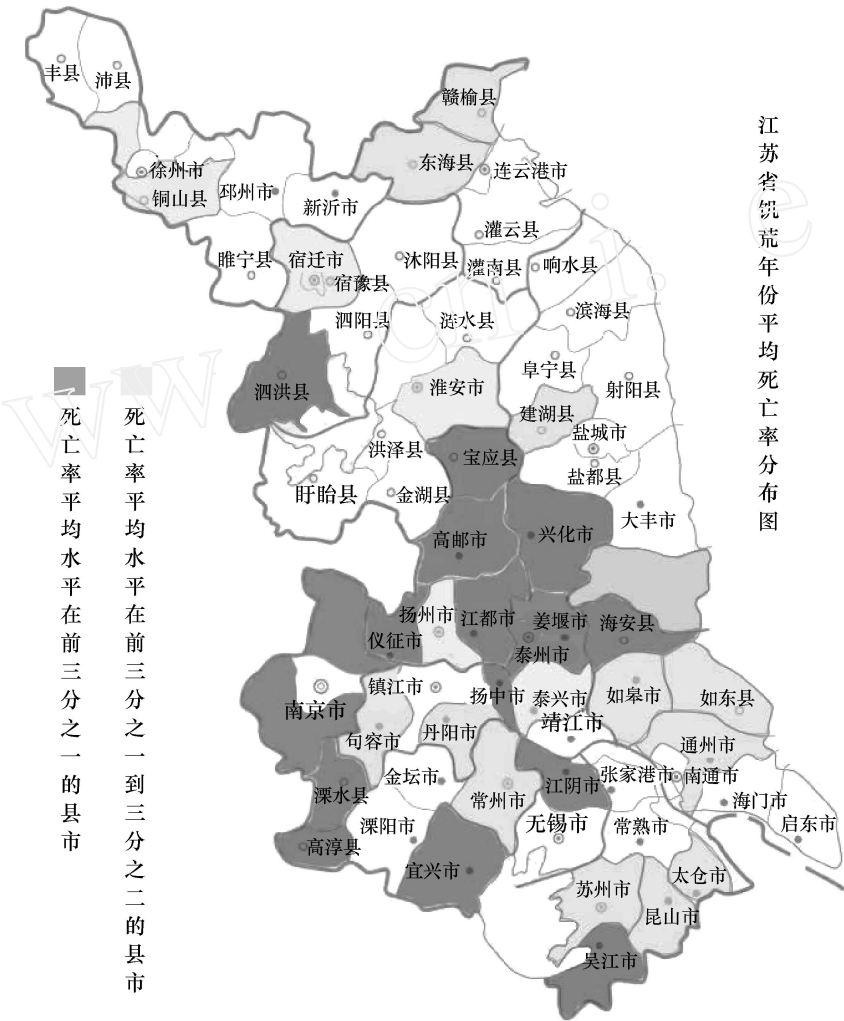 江苏省饥荒年份平均死亡率分布图
丰县
沛县
赣榆县
徐州市
铜山县
邳州市
新沂市
东海县
连云港市
灌云县
睢宁县
宿迁市
宿豫县
沐阳县
灌南县
响水县
泗阳县
涟水县
滨海县
阜宁县
射阳县
泗洪县
淮安市
建湖县
盐城市
洪泽县
宝应县
盐都县
盱眙县
金湖县
大丰市
高邮市
兴化市
扬州市
江都市
姜堰市
海安县
仪征市
泰州市
镇江市
扬中市
泰兴市
如皋市
如东县
南京市
靖江市
句容市
丹阳市
通州市
溧水县
金坛市
常州市
江阴市
张家港市
南通市
海门市
启东市
高淳县
溧阳市
无锡市
常熟市
宜兴市
苏州市
太仓市
昆山市
吴江市
死亡率平均水平在前三分之一到三分之二的县市
死亡率平均水平在前三分之一的县市